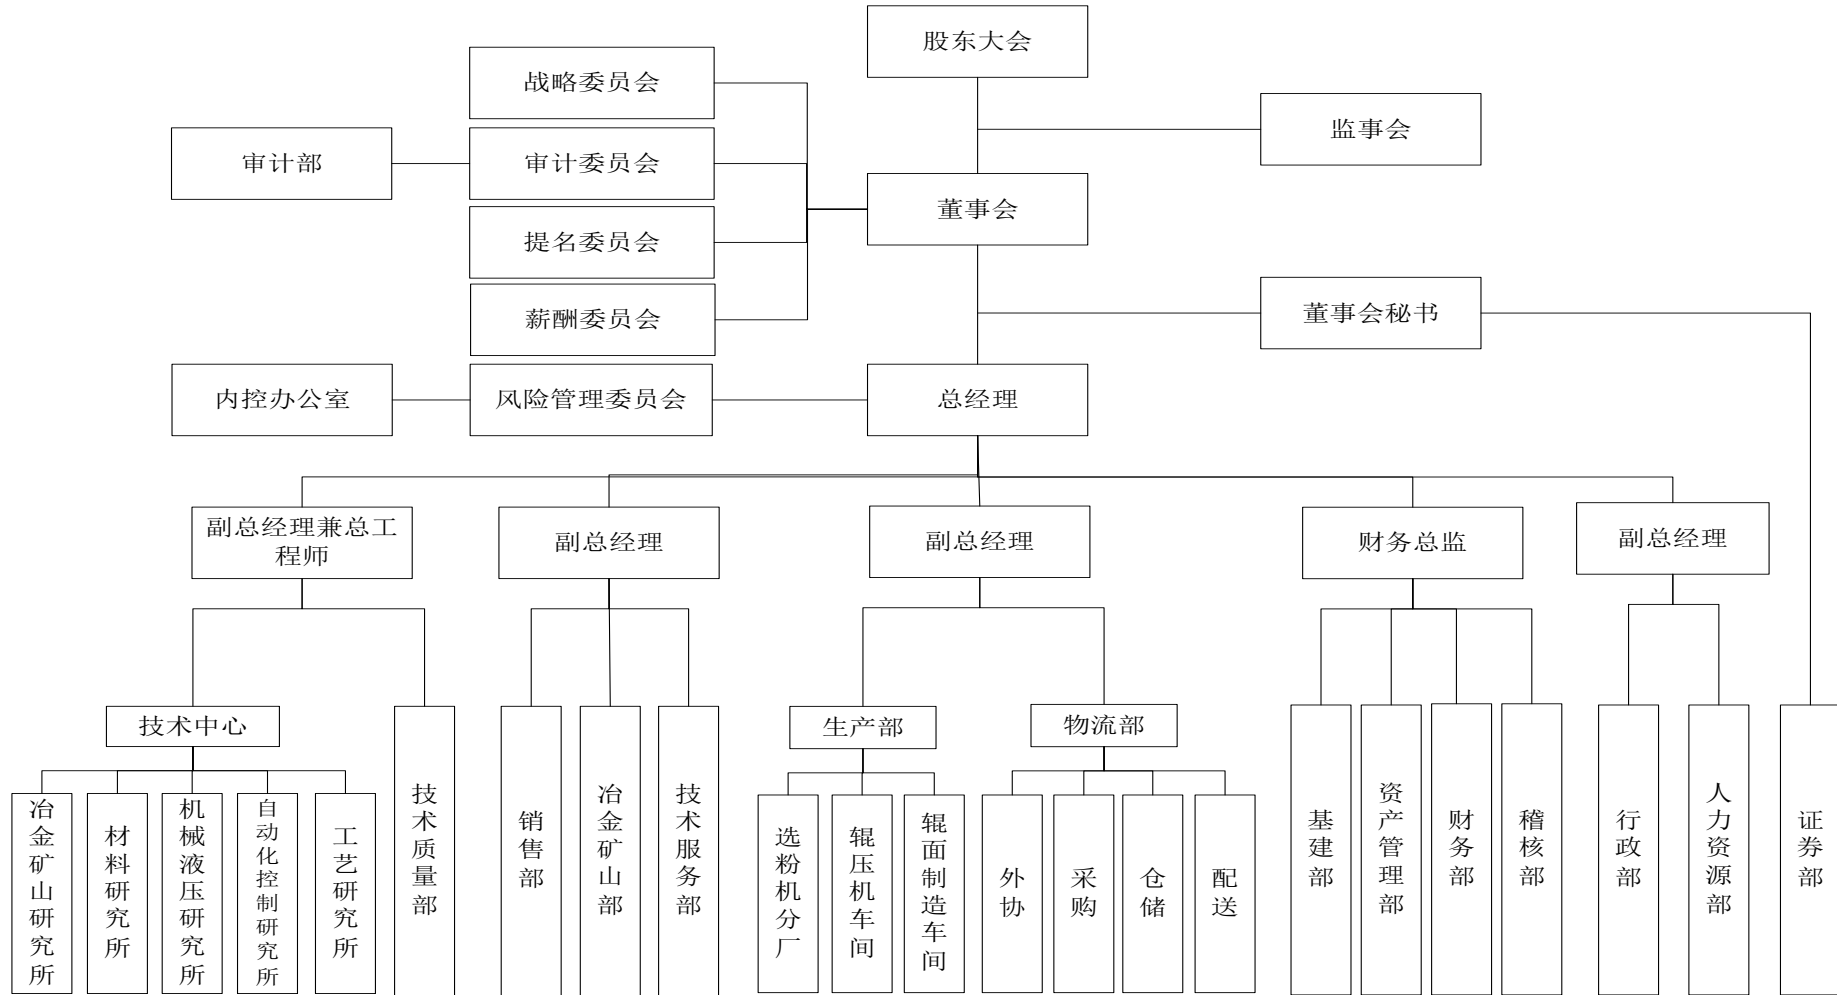 股东大会
战略委员会
监事会
审计部
审计委员会
董事会
提名委员会
薪酬委员会
董事会秘书
内控办公室
风险管理委员会
总经理
副总经理兼总工
程师
副总经理
副总经理
财务总监
副总经理
技术中心
生产部
物流部
冶金矿山研究所
材料研究所
机械液压研究所
自动化控制研究所
工艺研究所
技术质量部
销售部
冶金矿山部
技术服务部
选粉机分厂
辊压机车间
辊面制造车间
外协
采购
仓储
配送
基建部
资产管理部
财务部
稽核部
行政部
人力资源部
证券部